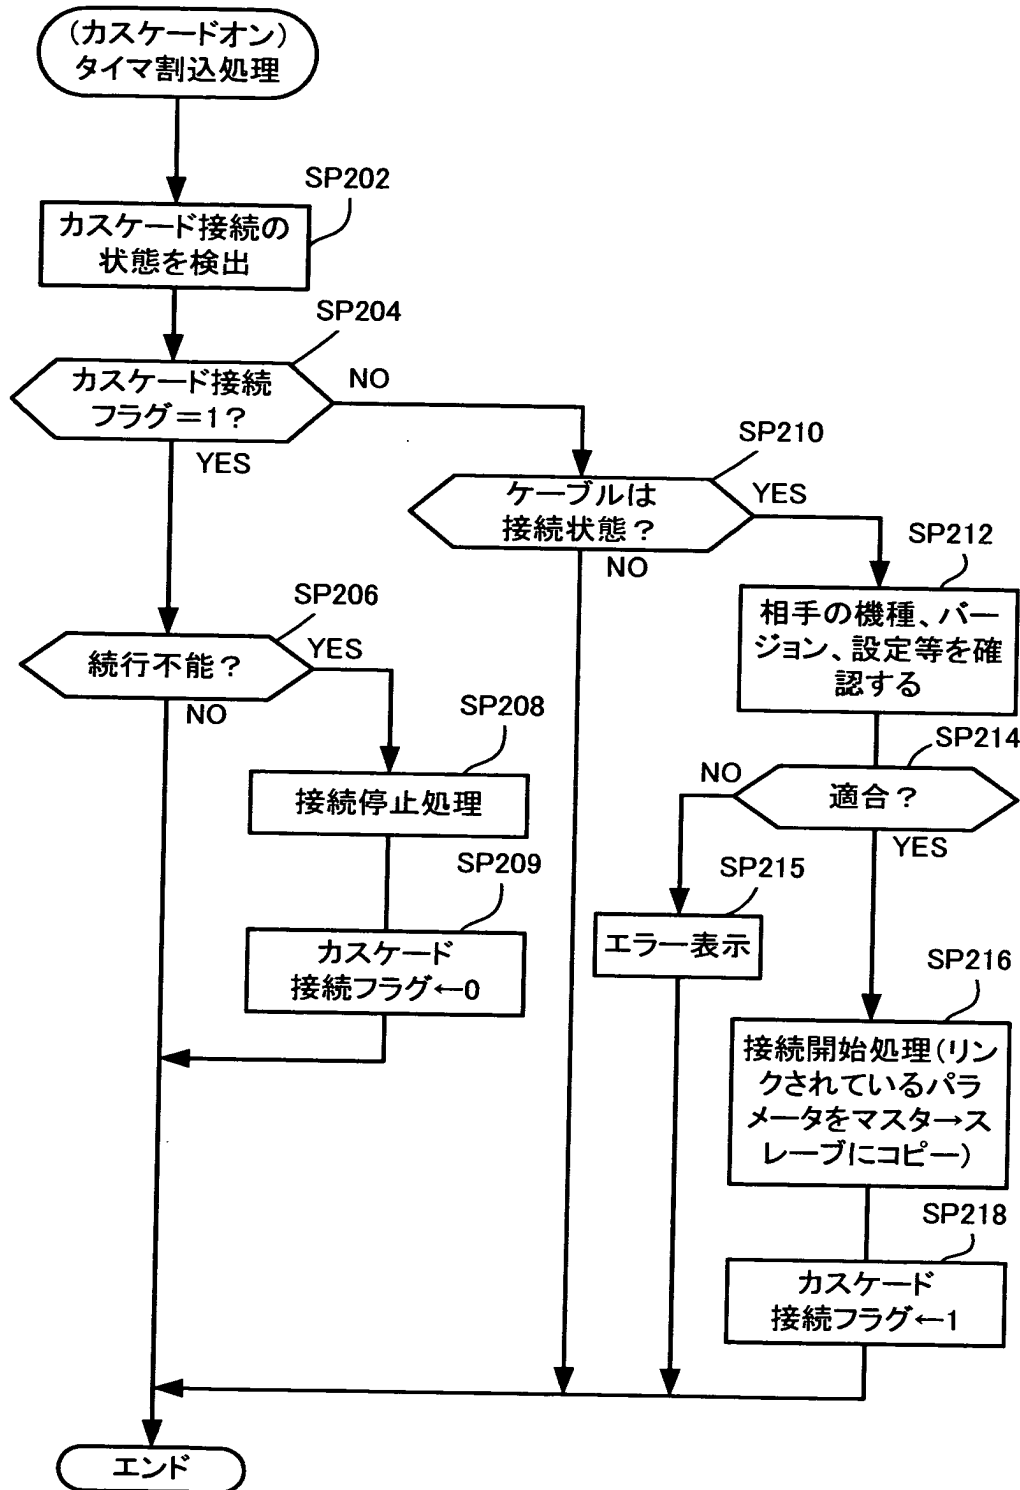 (カスケードオン)
タイマ割込処理
SP202
カスケード接続の
状態を検出
SP204
カスケード接続
フラグ=1?
NO
YES
SP210
ケーブルは
接続状態?
YES
NO
SP212
相手の機種、バー
ジョン、設定等を確
認する
SP206
続行不能?
YES
NO
SP208
接続停止処理
SP214
適合?
NO
YES
SP209
カスケード
接続フラグ←0
SP215
エラー表示
SP216
接続開始処理(リン
クされているパラ
メータをマスタ→ス
レーブにコピー)
SP218
カスケード
接続フラグ←1
エンド